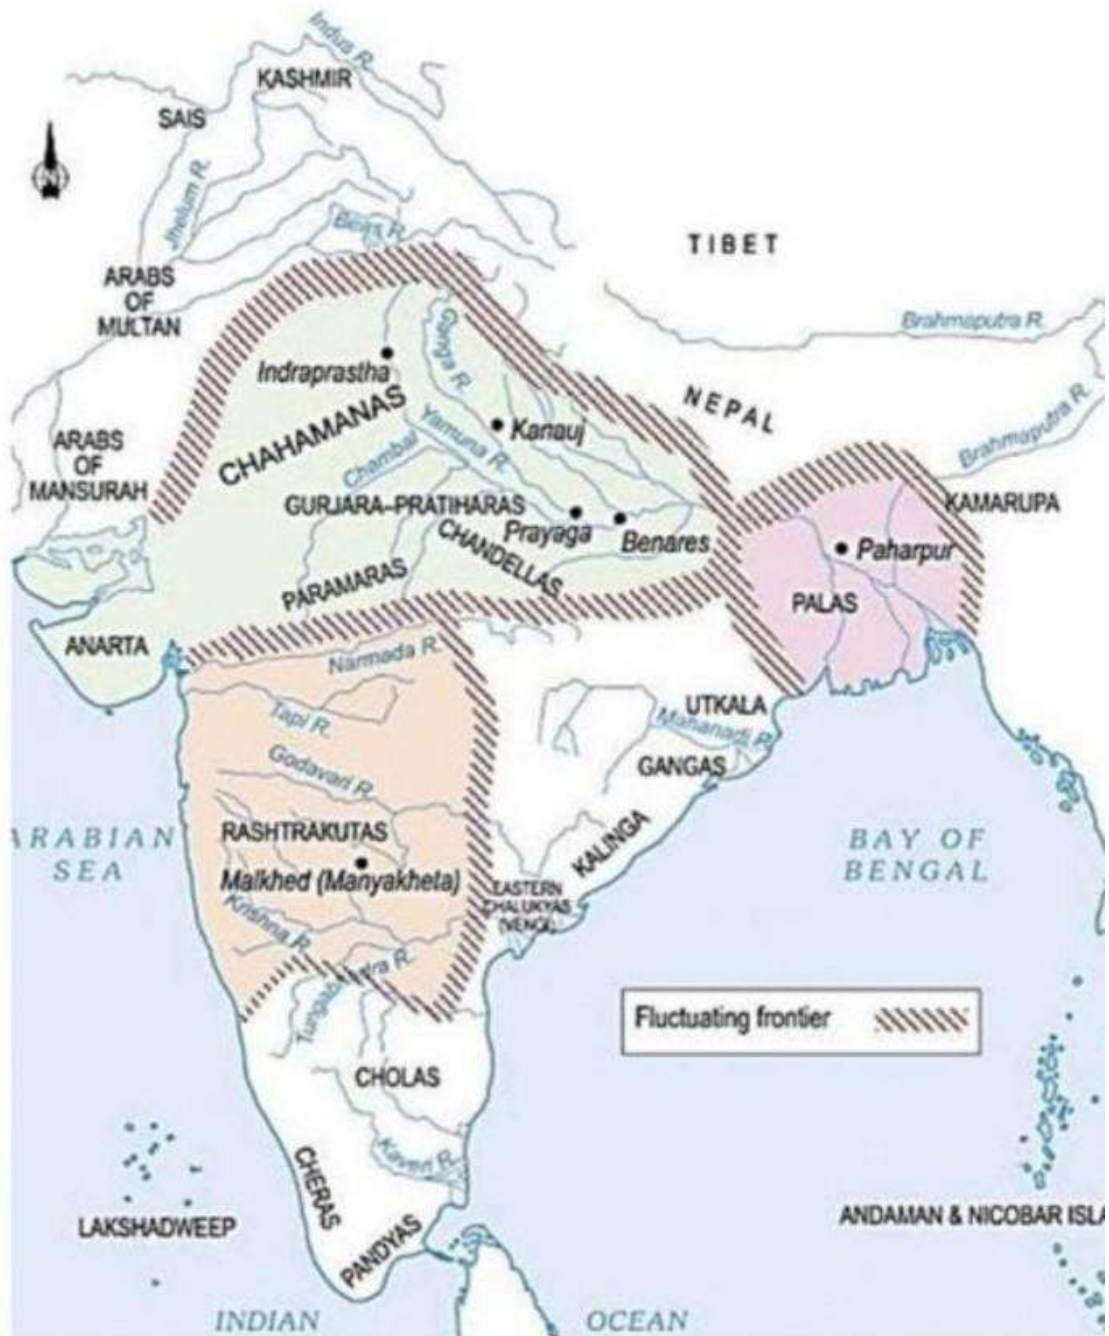 Indus R.
KASHMIR
SAIS
N
Jhelum R.
Beas R.
TIBET
ARABS
OF
MULTAN
Brahmaputra R.
Ganga R.
Indraprastha
NEPAL
CHAHAMANAS
Kanauj
Yamuna R.
Brahmaputra R.
ARABS
OF
MANSURAH
Chambal
GURJARA-PRATIHARAS
KAMARUPA
Prayaga
Benares
CHANDELLAS
Paharpur
PARAMARAS
PALAS
ANARTA
Narmada R.
Tapi R.
UTKALA
Mahanadi R.
Godavari R.
GANGAS
RASHTRAKUTAS
KALINGA
ARABIAN
SEA
BAY OF
BENGAL
Malkhed (Manyakheta)
EASTERN
CHALUKYAS
(VENGI)
Krishna R.
Tungabhadra R.
Fluctuating frontier
CHOLAS
Kaveri R.
CHERAS
PANDYAS
LAKSHADWEEP
ANDAMAN & NICOBAR ISLA
INDIAN
OCEAN